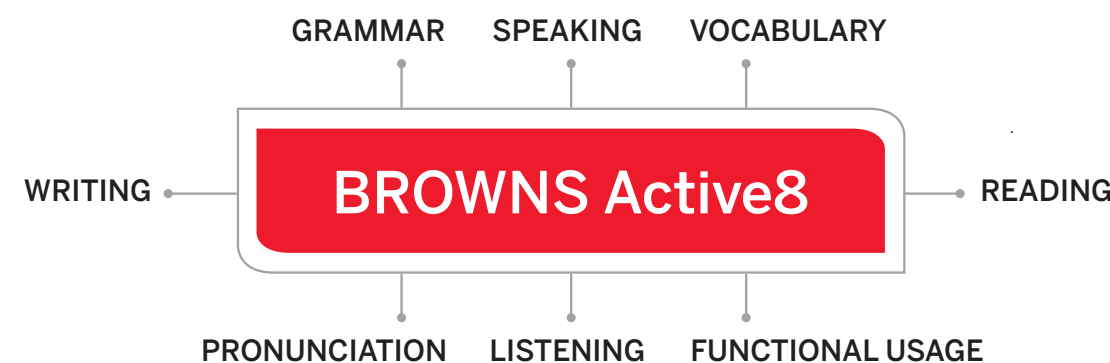 GRAMMAR SPEAKING VOCABULARY
WRITING BROWNS Active8 READING
PRONUNCIATION LISTENING FUNCTIONAL USAGE